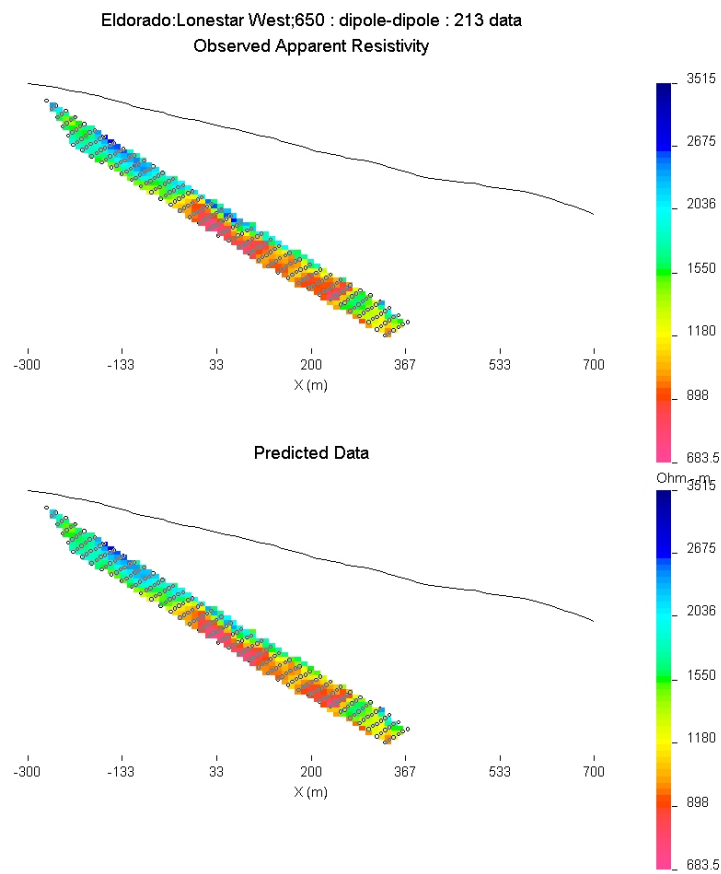 Eldorado:Lonestar West;650 : dipole-dipole : 213 data
Observed Apparent Resistivity
3515
2675
2036
1550
1180
898
683.5
Ohm-m
-300 -133 33 200 367 533 700
X (m)
Predicted Data
3515
2675
2036
1550
1180
898
683.5
-300 -133 33 200 367 533 700
X (m)